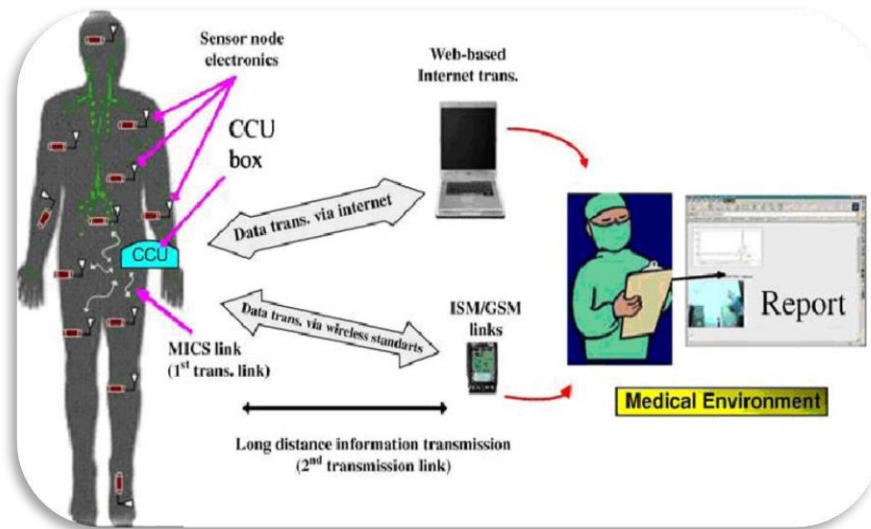 Sensor node
electronics
CCU
box
CCU
MICS link
(1st trans. link)
Data trans. via internet
Data trans. via wireless standarts
Long distance information transmission
(2nd transmission link)
Web-based
Internet trans.
ISM/GSM
links
Report
Medical Environment